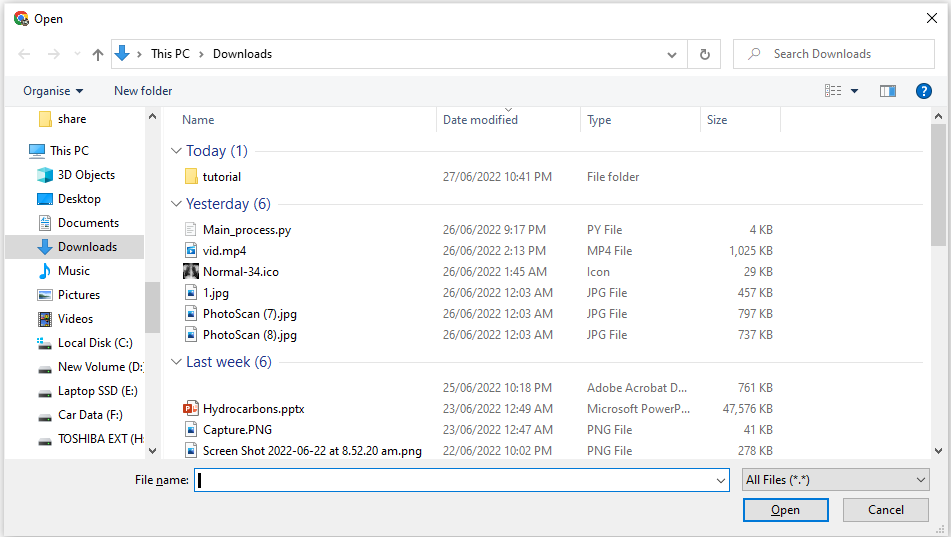 Open
This PC > Downloads
Search Downloads
Organise
New folder
?
share
This PC
3D Objects
Desktop
Documents
Downloads
Music
Pictures
Videos
Local Disk (C:)
New Volume (D:
Laptop SSD (E:)
Car Data (F:)
TOSHIBA EXT (H
Name Date modified Type Size
Today (1)
tutorial 27/06/2022 10:41 PM File folder
Yesterday (6)
Main_process.py 26/06/2022 9:17 PM PY File 4 KB
vid.mp4 26/06/2022 2:13 PM MP4 File 1,025 KB
Normal-34.ico 26/06/2022 1:45 AM Icon 29 KB
1.jpg 26/06/2022 12:03 AM JPG File 457 KB
PhotoScan (7).jpg 26/06/2022 12:03 AM JPG File 797 KB
PhotoScan (8).jpg 26/06/2022 12:03 AM JPG File 737 KB
Last week (6)
25/06/2022 10:18 PM Adobe Acrobat D... 761 KB
Hydrocarbons.pptx 23/06/2022 12:49 AM Microsoft PowerP... 47,576 KB
Capture.PNG 23/06/2022 12:47 AM PNG File 41 KB
Screen Shot 2022-06-22 at 8.52.20 am.png 22/06/2022 10:02 PM PNG File 278 KB
File name:
All Files (*.*)
Open
Cancel